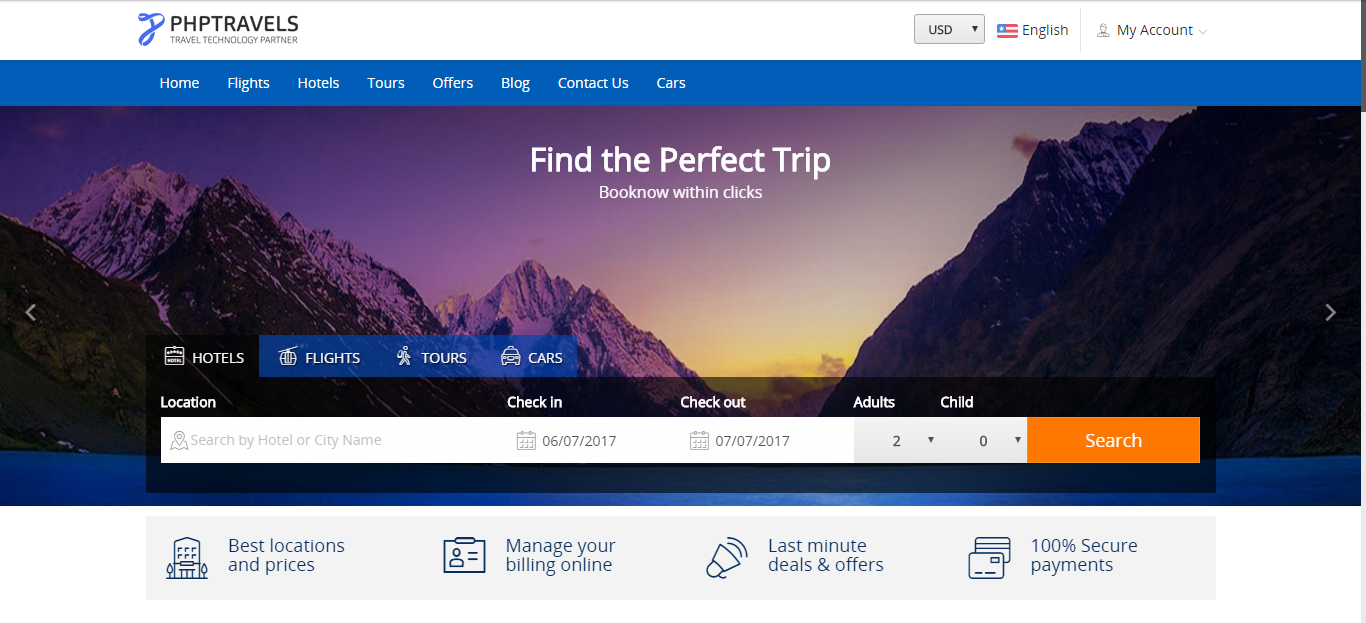 PHPTRAVELS
TRAVEL TECHNOLOGY PARTNER
USD
English
My Account
Home Flights Hotels Tours Offers Blog Contact Us Cars
Find the Perfect Trip
Booknow within clicks
HOTELS FLIGHTS TOURS CARS
Location Check in Check out Adults Child
Search by Hotel or City Name 06/07/2017 07/07/2017 2 0 Search
Best locations
and prices
Manage your
billing online
Last minute
deals & offers
100% Secure
payments